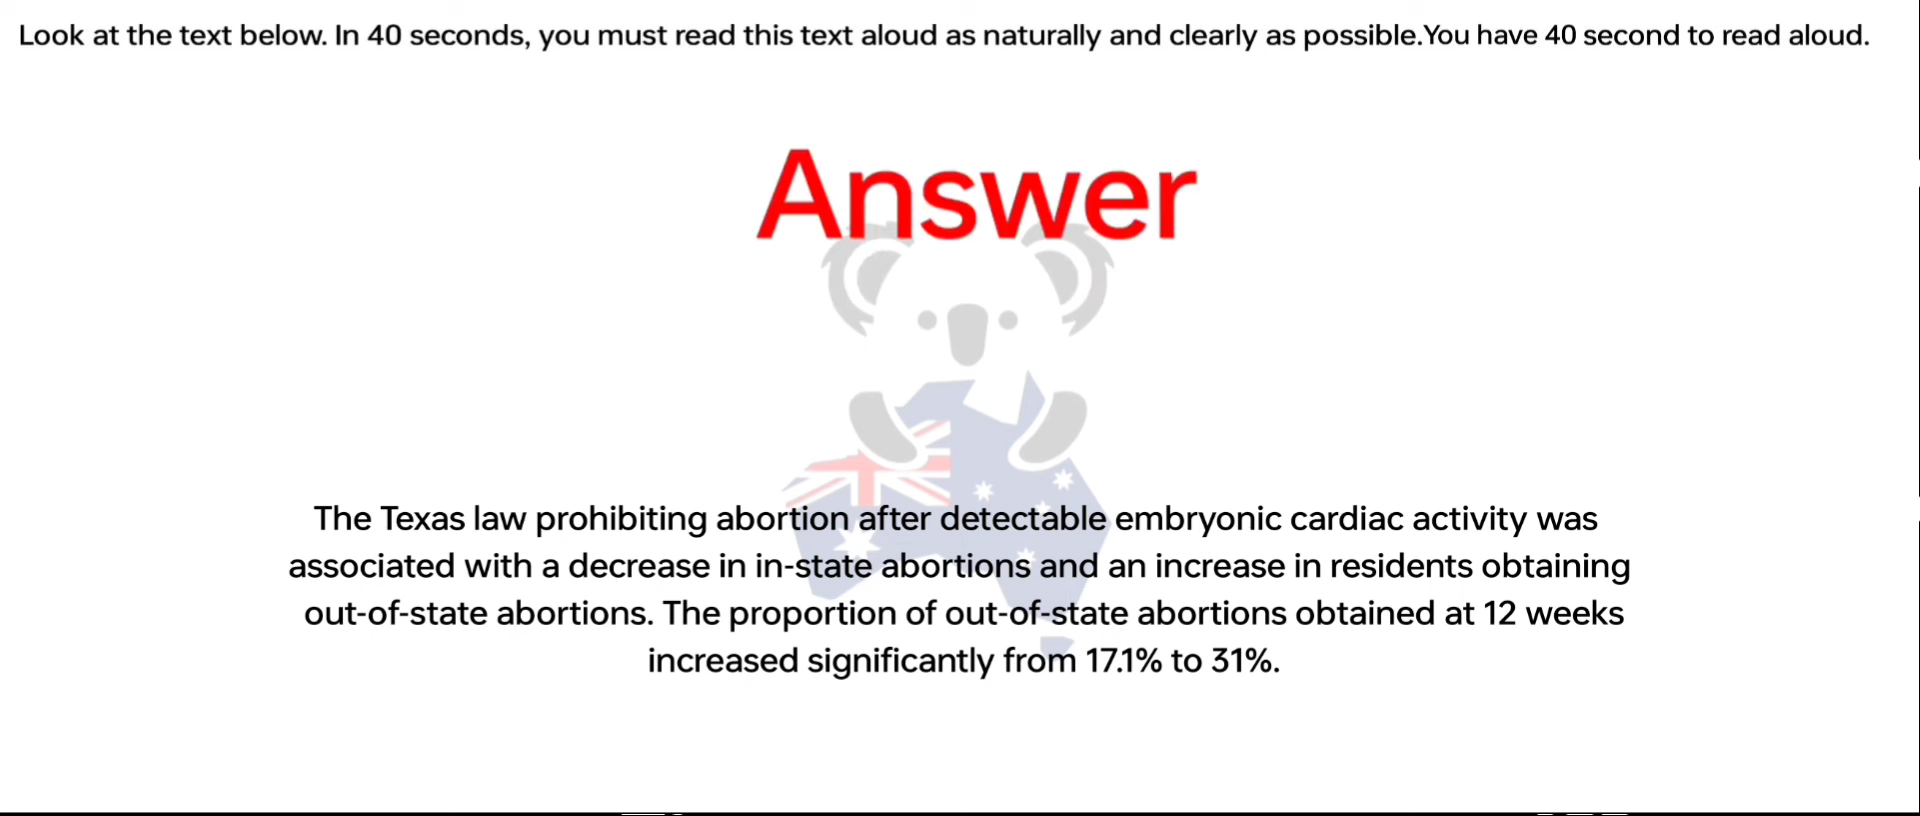 Look at the text below. In 40 seconds, you must read this text aloud as naturally and clearly as possible.You have 40 second to read aloud.
Answer
The Texas law prohibiting abortion after detectable embryonic cardiac activity was
associated with a decrease in in-state abortions and an increase in residents obtaining
out-of-state abortions. The proportion of out-of-state abortions obtained at 12 weeks
increased significantly from 17.1% to 31%.